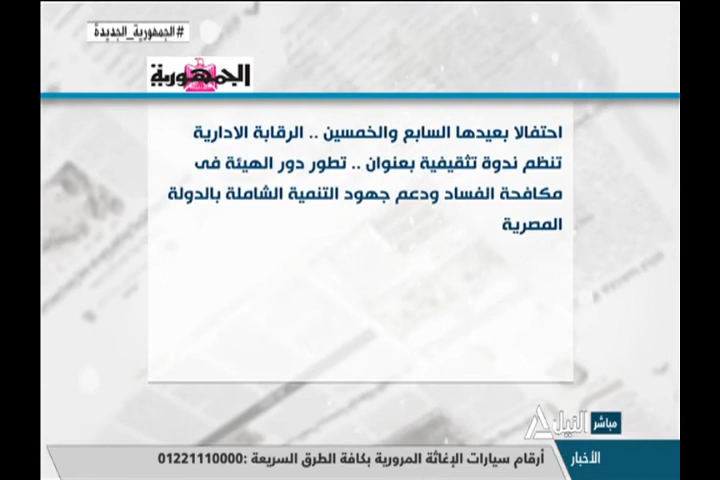 #الجمهورية_الجديدة
الجمهورية
احتفالا بعيدها السابع والخمسين .. الرقابة الادارية
تنظم ندوة تثقيفية بعنوان .. تطور دور الهيئة فى
مكافحة الفساد ودعم جهود التنمية الشاملة بالدولة
المصرية
مباشر النيل
الأخبار
أرقام سيارات الإغاثة المرورية بكافة الطرق السريعة :01221110000